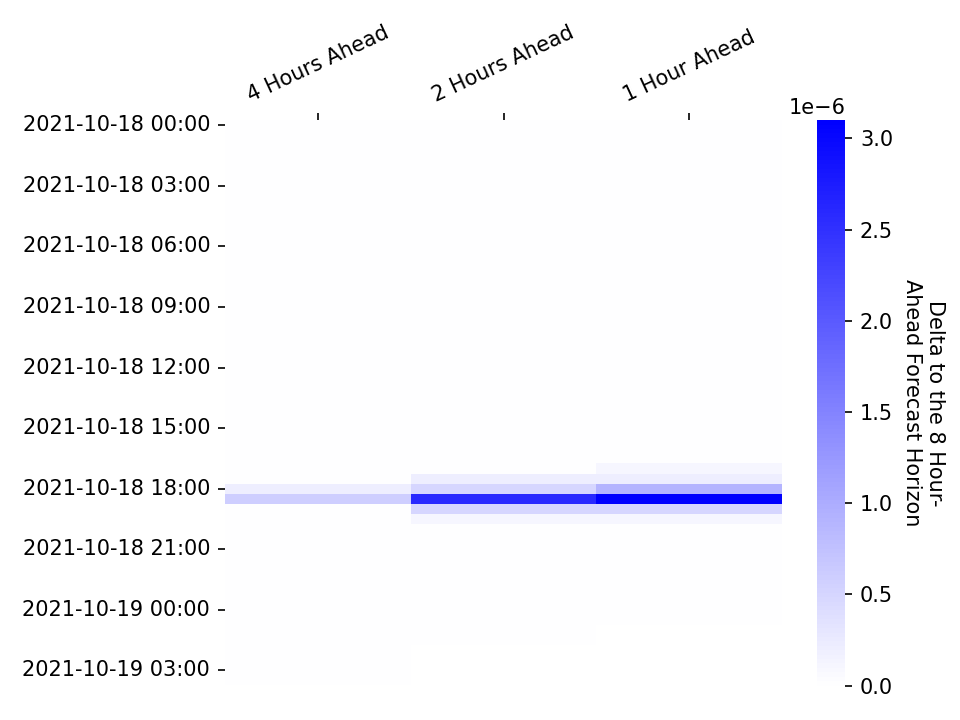 4 Hours Ahead
2 Hours Ahead
1 Hour Ahead
1e−6
2021-10-18 00:00
2021-10-18 03:00
2021-10-18 06:00
2021-10-18 09:00
2021-10-18 12:00
2021-10-18 15:00
2021-10-18 18:00
2021-10-18 21:00
2021-10-19 00:00
2021-10-19 03:00
3.0
2.5
2.0
1.5
1.0
0.5
0.0
Delta to the 8 Hour-
Ahead Forecast Horizon